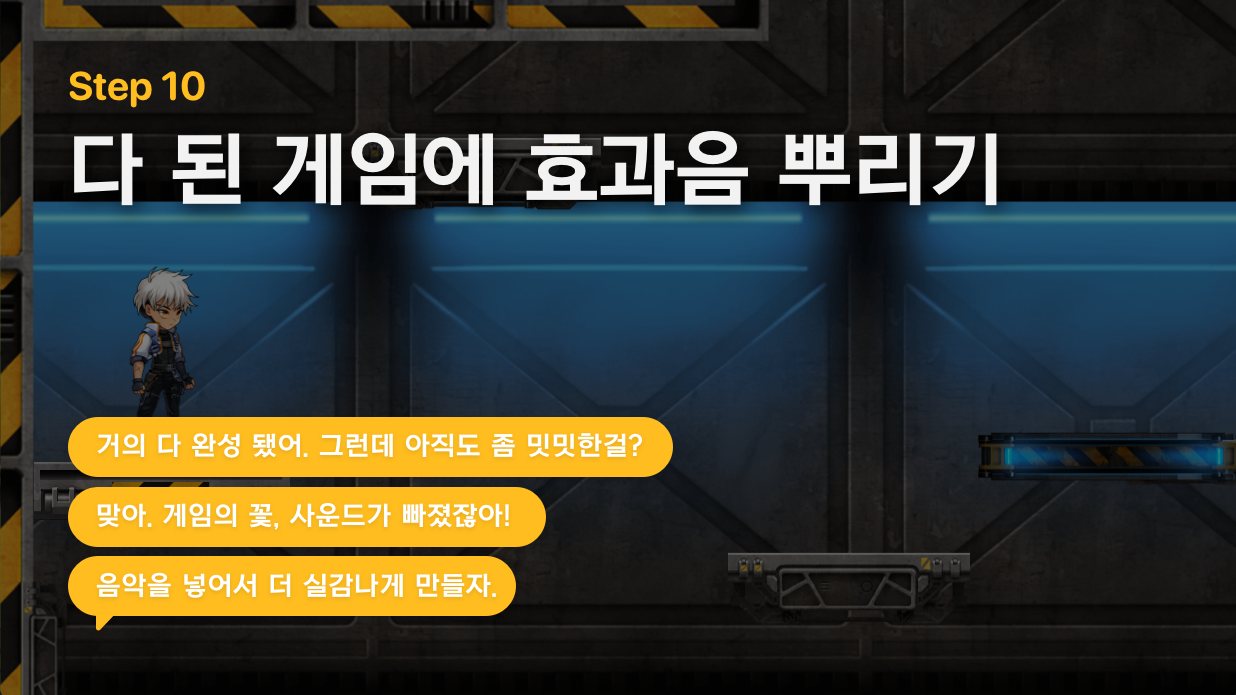 Step 10
다 된 게임에 효과음 뿌리기
거의 다 완성 됐어. 그런데 아직도 좀 밋밋한걸?
맞아. 게임의 꽃, 사운드가 빠졌잖아!
음악을 넣어서 더 실감나게 만들자.